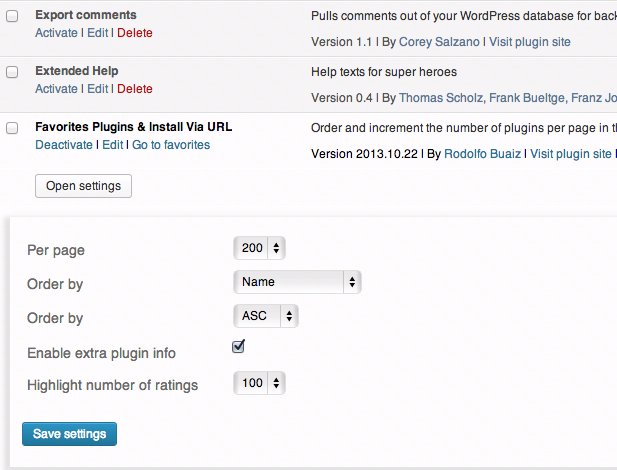 Export comments
Pulls comments out of your WordPress database for back
Activate | Edit | Delete
Version 1.1 | By Corey Salzano | Visit plugin site
Extended Help
Help texts for super heroes
Activate | Edit | Delete
Version 0.4 | By Thomas Scholz, Frank Bueltge, Franz Jo
Favorites Plugins & Install Via URL
Order and increment the number of plugins per page in th
Deactivate | Edit | Go to favorites
Version 2013.10.22 | By Rodolfo Buaiz | Visit plugin site |
Open settings
Per page 200
Order by Name
Order by ASC
Enable extra plugin info
Highlight number of ratings 100
Save settings